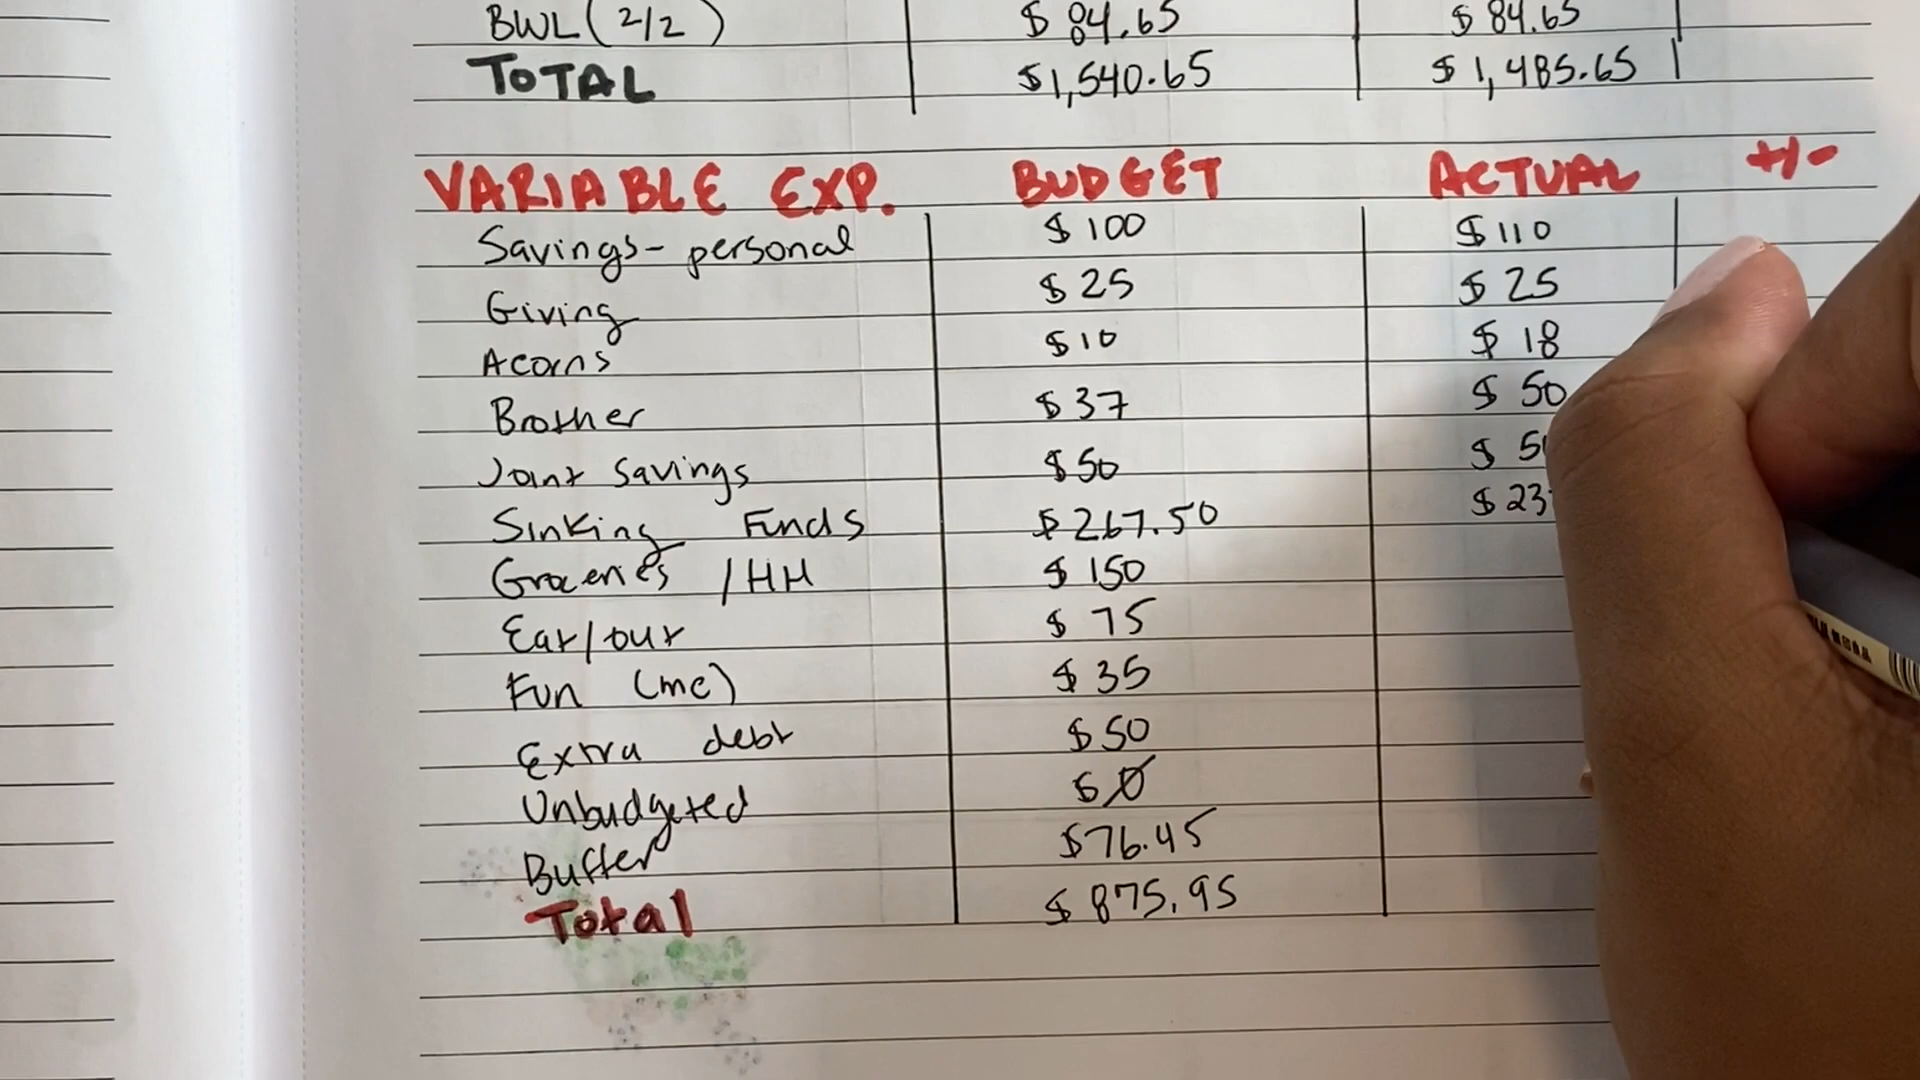 BWL (2/2) $84.65 $84.65
TOTAL $1,540.65 $1,485.65
VARIABLE EXP. BUDGET ACTUAL +/-
Savings- personal $100 $110
Giving $25 $25
Acorns $10 $18
Brother $37 $50
Joint Savings $50 $
Sinking Funds $267.50 $23
Groceries /HH $150
Eat/out $75
Fun (me) $35
Extra debt $50
Unbudgeted $0
Buffer $76.45
Total $875.95